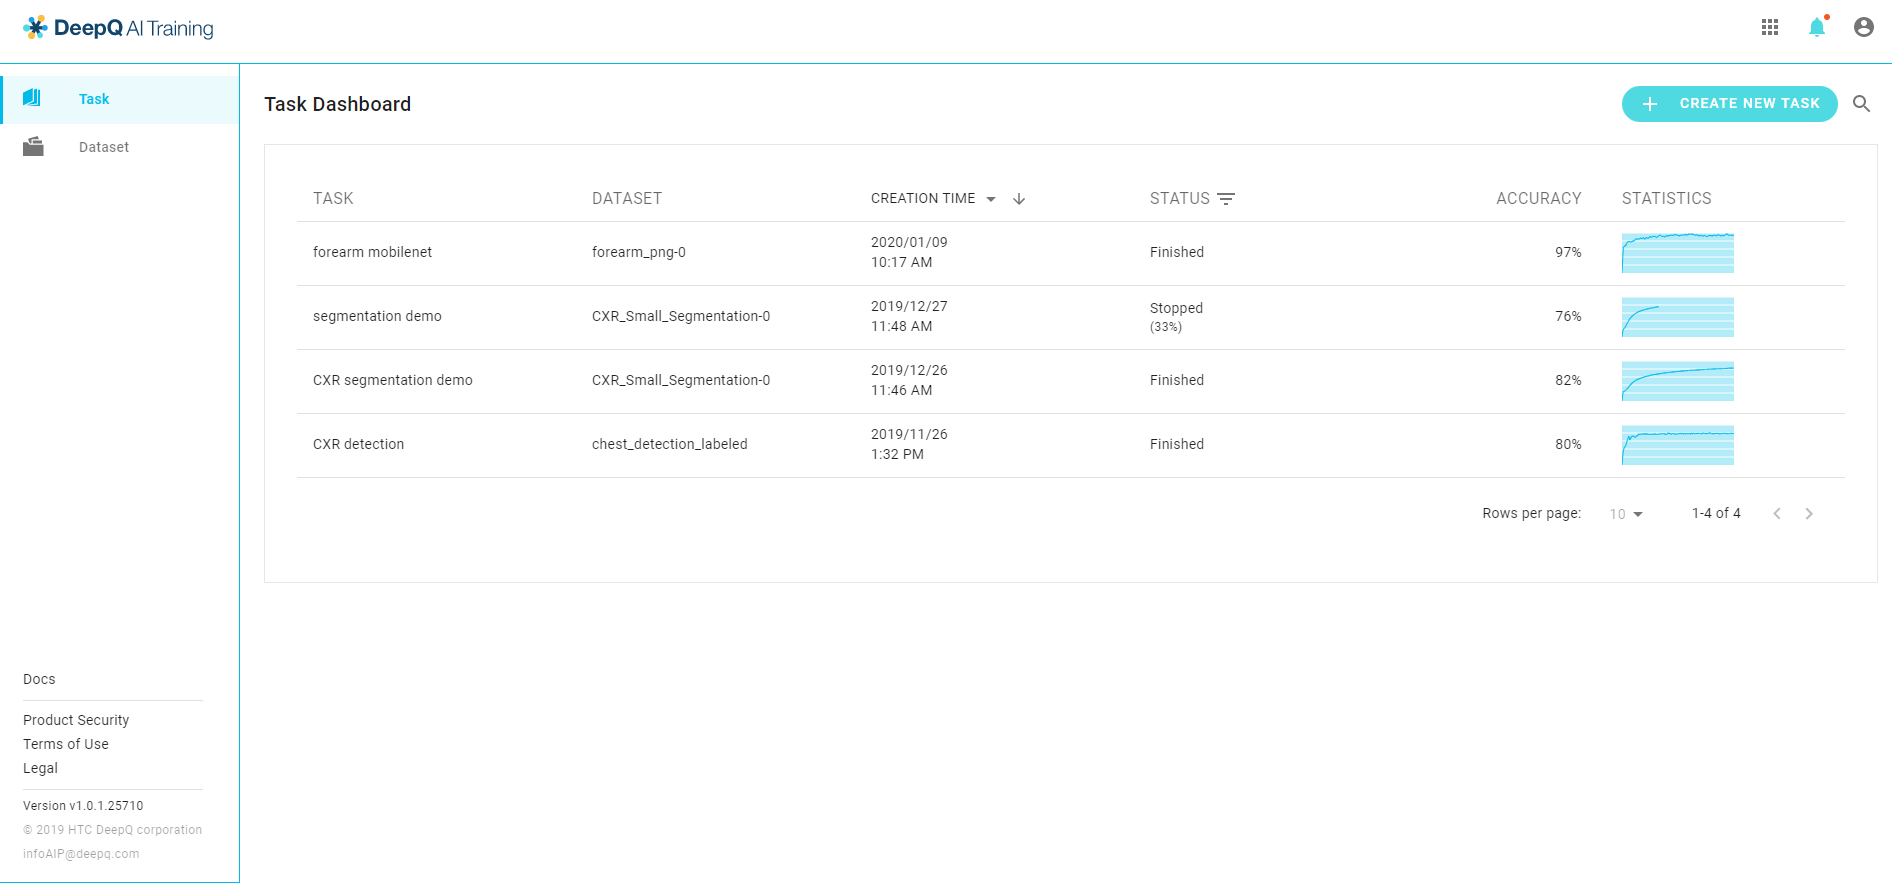 DeepQ AI Training
Task
Dataset
Task Dashboard
CREATE NEW TASK
TASK DATASET CREATION TIME STATUS ACCURACY STATISTICS
forearm mobilenet forearm_png-0 2020/01/09 10:17 AM Finished 97%
segmentation demo CXR_Small_Segmentation-0 2019/12/27 11:48 AM Stopped (33%) 76%
CXR segmentation demo CXR_Small_Segmentation-0 2019/12/26 11:46 AM Finished 82%
CXR detection chest_detection_labeled 2019/11/26 1:32 PM Finished 80%
Rows per page: 10 1-4 of 4
Docs
Product Security
Terms of Use
Legal
Version v1.0.1.25710
© 2019 HTC DeepQ corporation
infoAIP@deepq.com